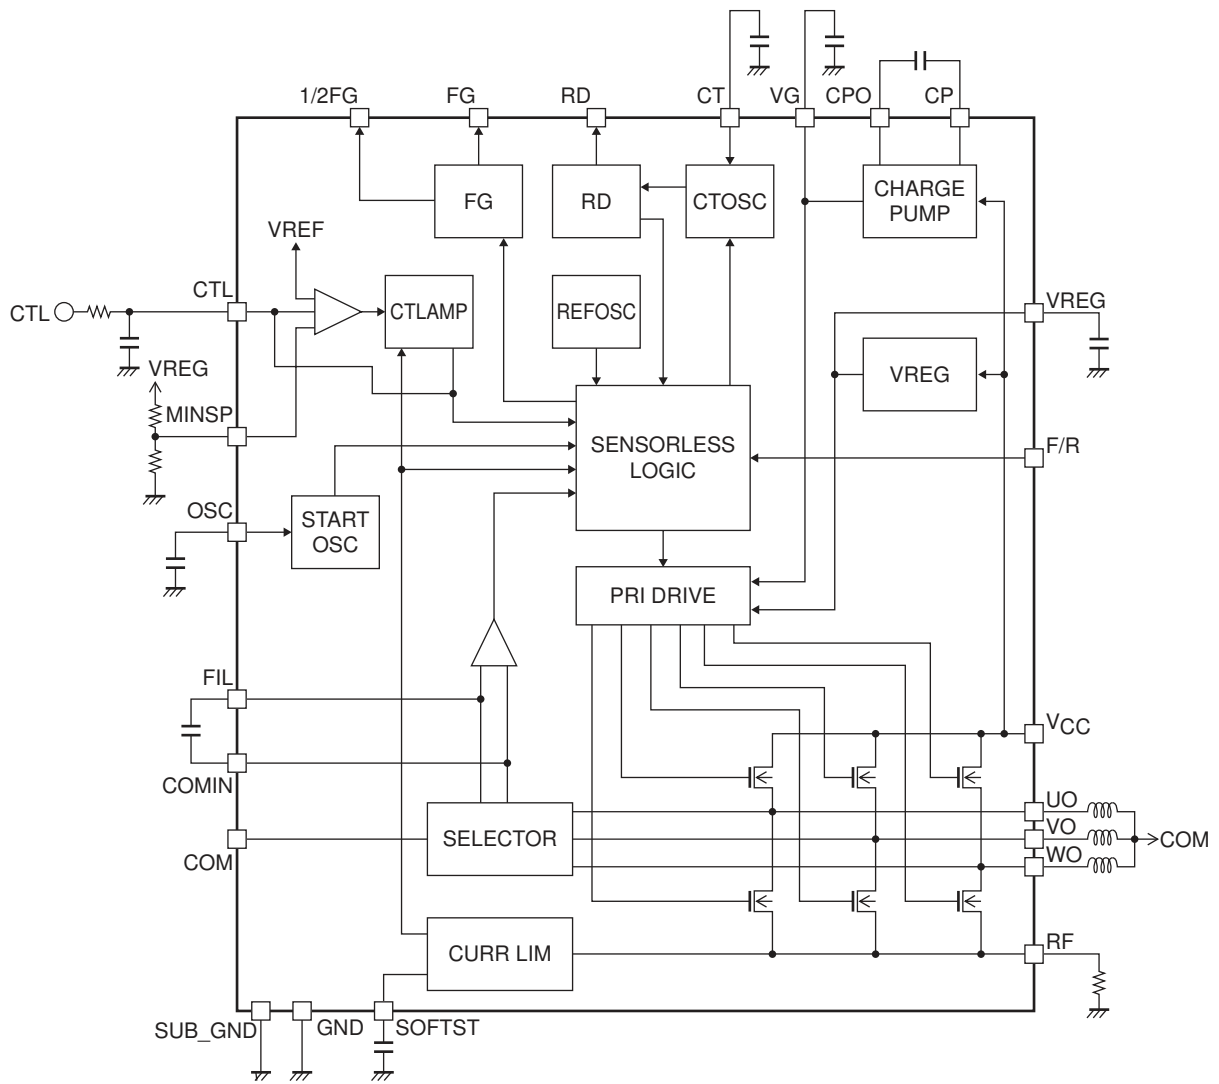 1/2FG
FG
RD
CT
VG
CPO
CP
FG
RD
CTOSC
CHARGE
PUMP
VREF
CTL
CTL
CTLAMP
REFOSC
VREG
VREG
VREG
MINSP
F/R
SENSORLESS
LOGIC
OSC
START
OSC
PRI DRIVE
FIL
VCC
COMIN
UO
SELECTOR
VO
COM
COM
WO
CURR LIM
RF
SUB_GND
GND
SOFTST